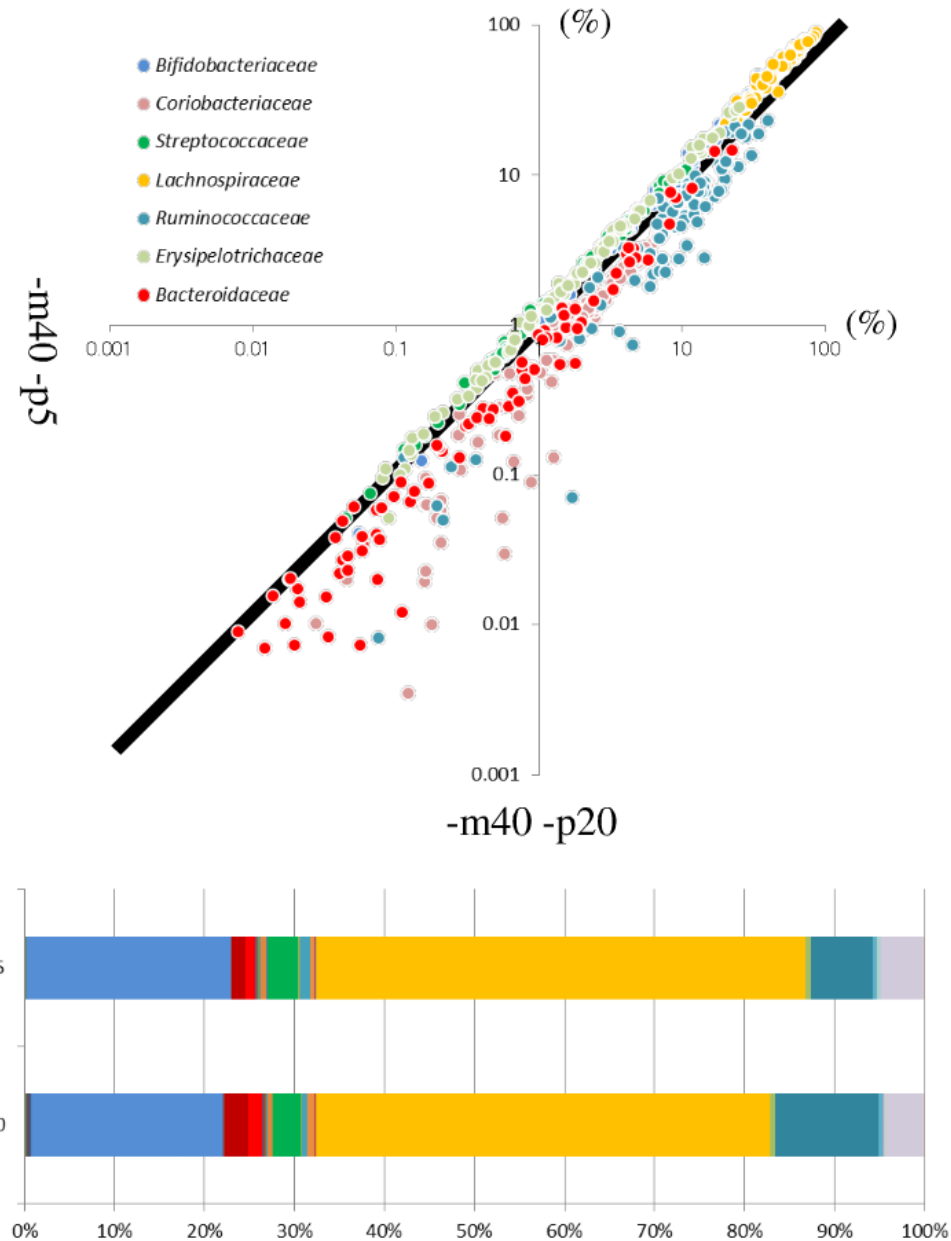 100
(%)
Bifidobacteriaceae
Coriobacteriaceae
Streptococcaceae
Lachnospiraceae
Ruminococcaceae
Erysipelotrichaceae
Bacteroidaceae
10
-m40 -p5
1
(%)
0.001 0.01 0.1 10 100
0.1
0.01
0.001
-m40 -p20
5
0
0% 10% 20% 30% 40% 50% 60% 70% 80% 90% 100%